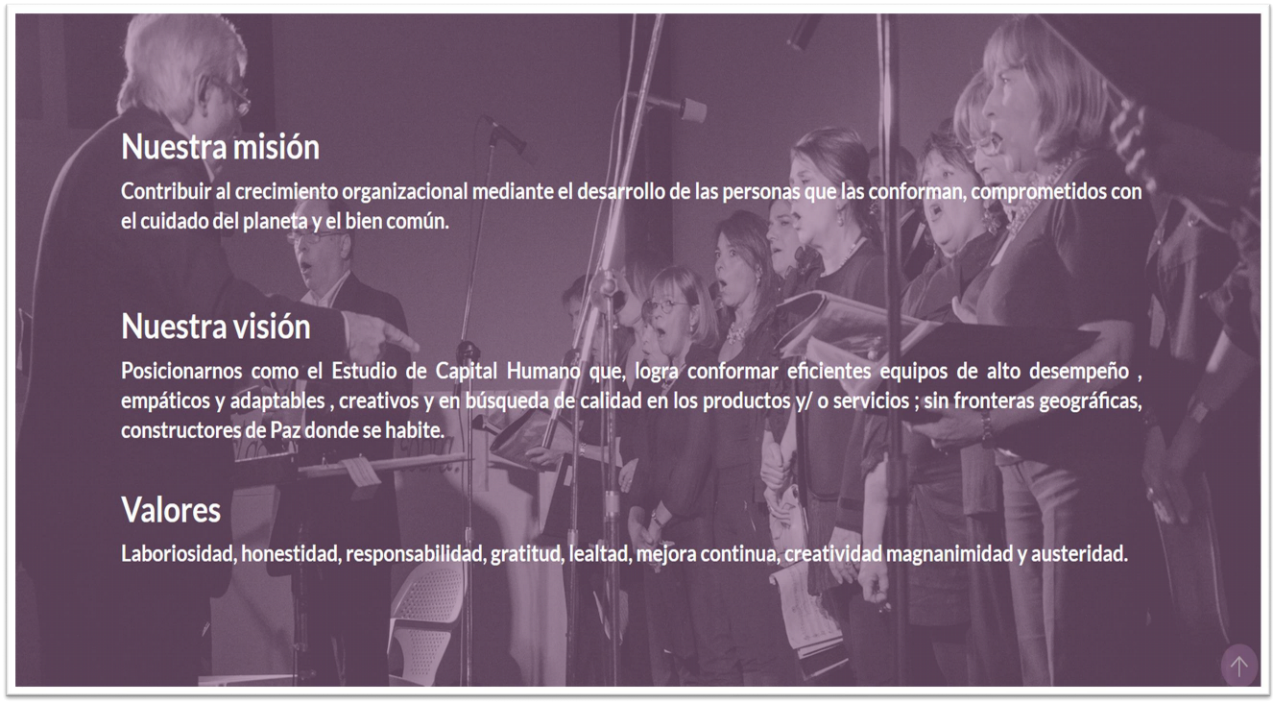 Nuestra misión
Contribuir al crecimiento organizacional mediante el desarrollo de las personas que las conforman, comprometidos con
el cuidado del planeta y el bien común.
Nuestra visión
Posicionarnos como el Estudio de Capital Humano que, logra conformar eficientes equipos de alto desempeño ,
empáticos y adaptables , creativos y en búsqueda de calidad en los productos y/ o servicios ; sin fronteras geográficas,
constructores de Paz donde se habite.
Valores
Laboriosidad, honestidad, responsabilidad, gratitud, lealtad, mejora continua, creatividad magnanimidad y austeridad.